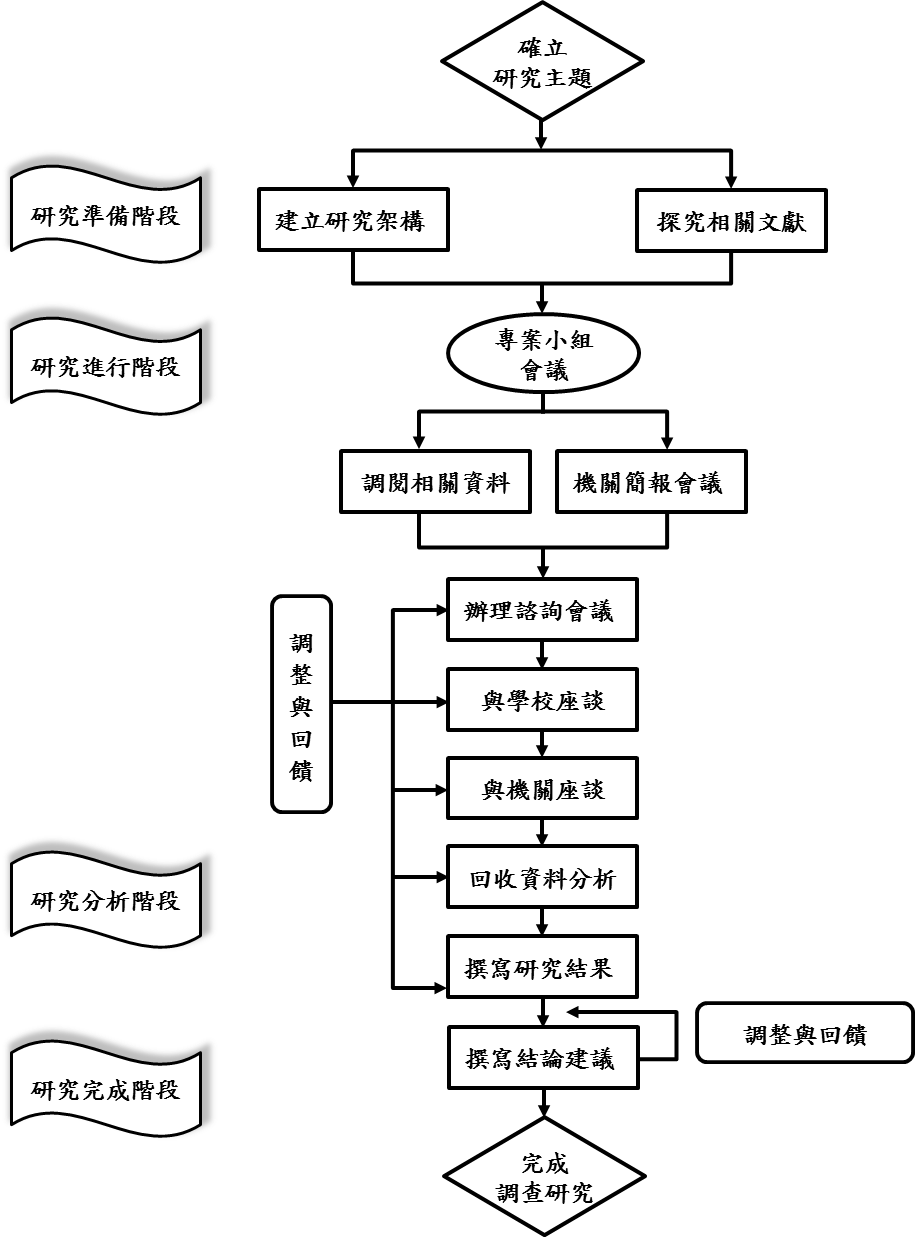 確立
研究主題
研究準備階段
建立研究架構
探究相關文獻
研究進行階段
專案小組
會議
調閱相關資料
機關簡報會議
辦理諮詢會議
調整與回饋
與學校座談
與機關座談
研究分析階段
回收資料分析
撰寫研究結果
調整與回饋
撰寫結論建議
研究完成階段
完成
調查研究